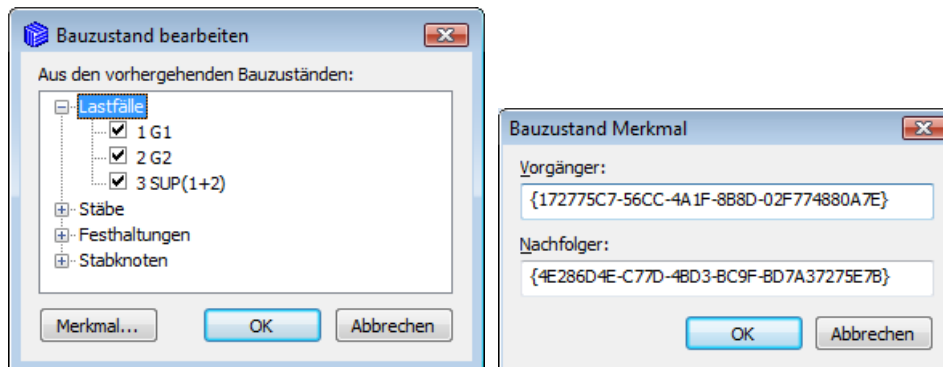 Bauzustand bearbeiten
Aus den vorhergehenden Bauzuständen:
Lastfälle
1 G1
2 G2
3 SUP(1+2)
Stäbe
Festhaltungen
Stabknoten
Merkmal...
OK
Abbrechen
Bauzustand Merkmal
Vorgänger:
{172775C7-56CC-4A1F-8B8D-02F774880A7E}
Nachfolger:
{4E286D4E-C77D-4BD3-BC9F-BD7A37275E7B}
OK
Abbrechen